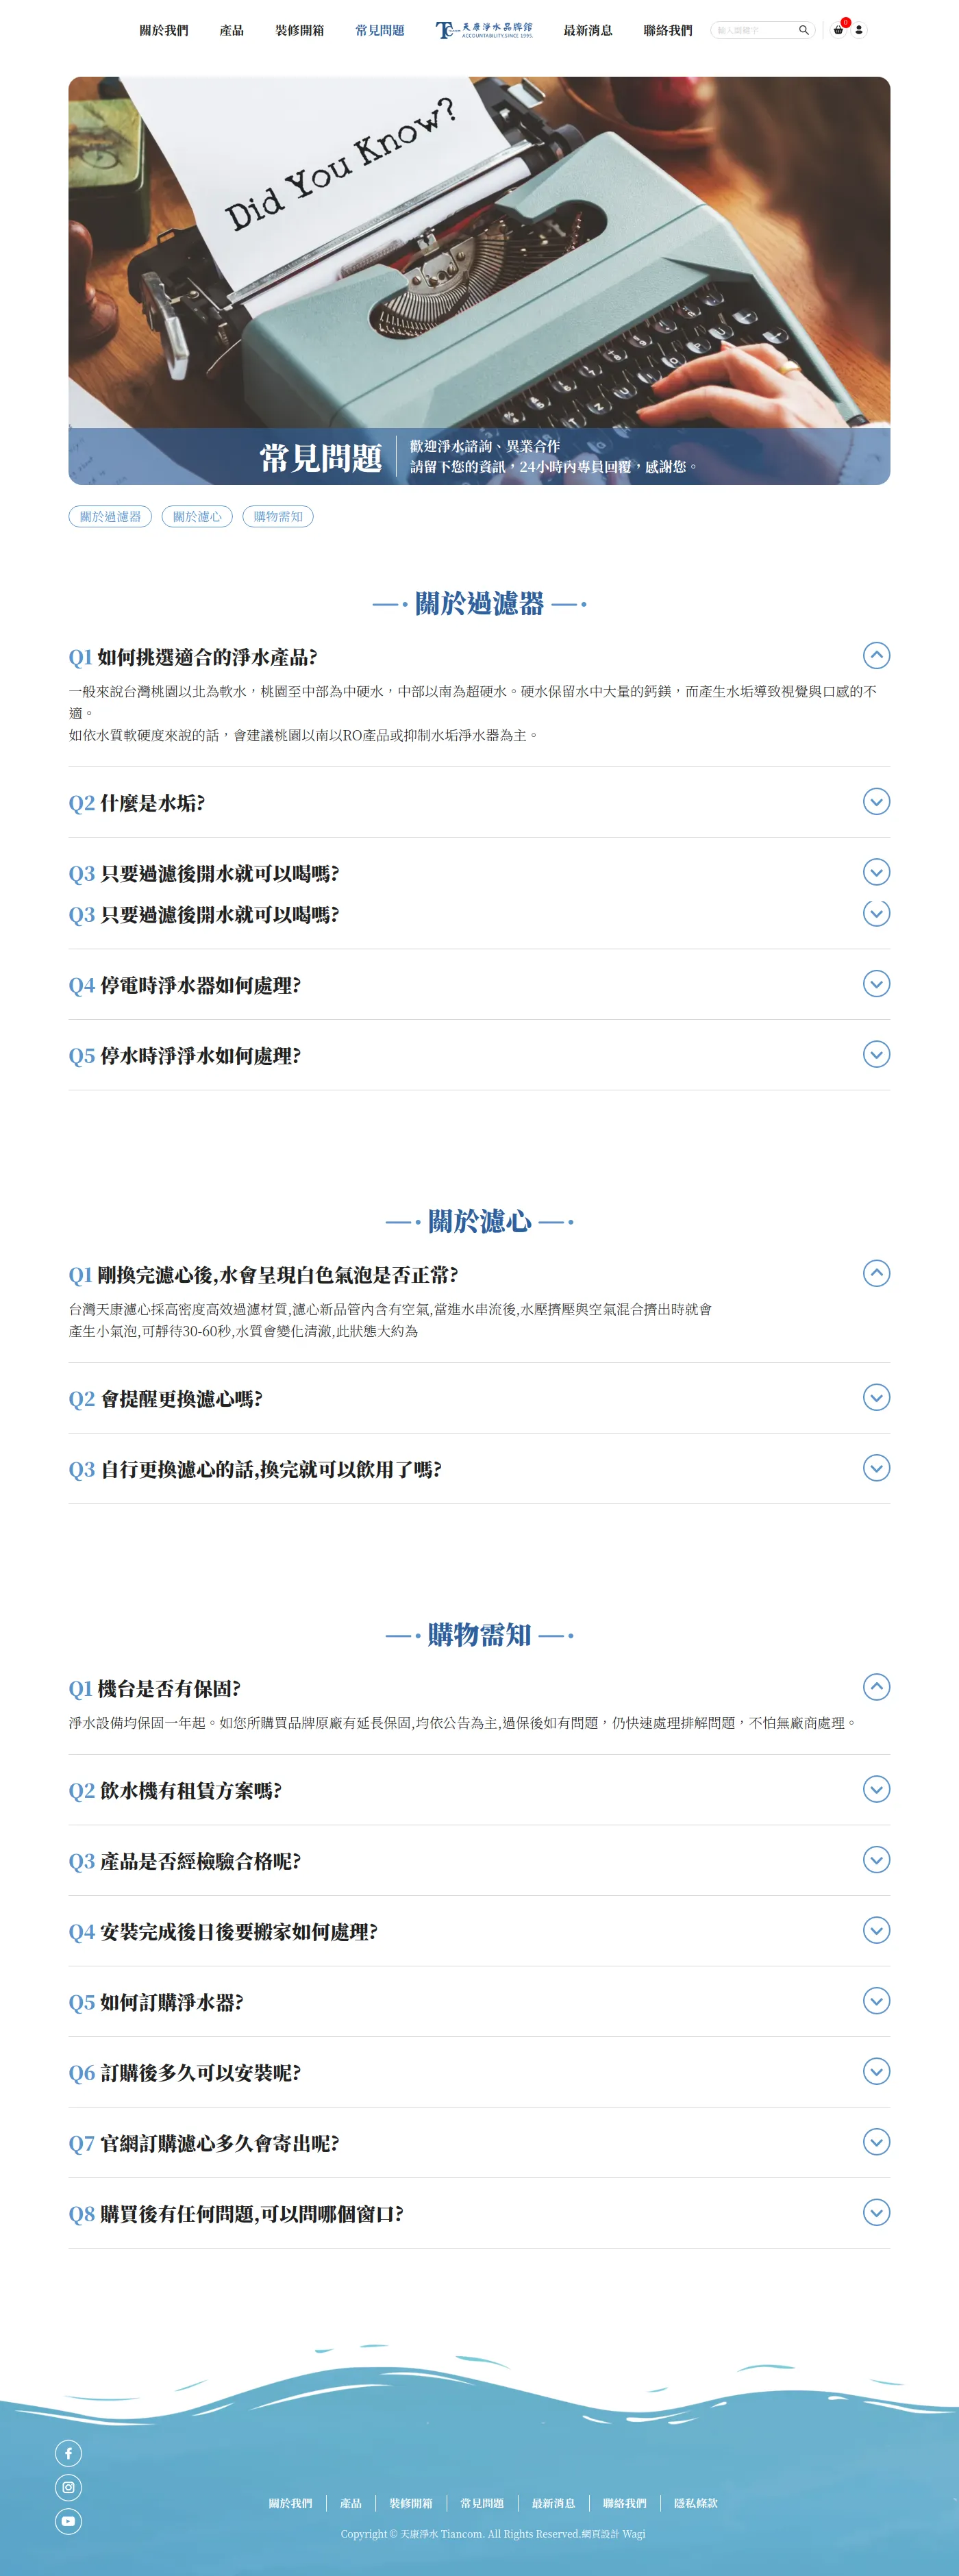 關於我們
產品
裝修開箱
常見問題
天康淨水品牌館
ACCOUNTABILITY.SINCE 1995.
最新消息
聯絡我們
輸入關鍵字
0
Did You Know?
常見問題
歡迎淨水諮詢、異業合作
請留下您的資訊，24小時內專員回覆，感謝您。
關於過濾器
關於濾心
購物需知
關於過濾器
Q1 如何挑選適合的淨水產品?
一般來說台灣桃園以北為軟水，桃園至中部為中硬水，中部以南為超硬水。硬水保留水中大量的鈣鎂，而產生水垢導致視覺與口感的不
適。
如依水質軟硬度來說的話，會建議桃園以南以RO產品或抑制水垢淨水器為主。
Q2 什麼是水垢?
Q3 只要過濾後開水就可以喝嗎?
Q3 只要過濾後開水就可以喝嗎?
Q4 停電時淨水器如何處理?
Q5 停水時淨淨水如何處理?
關於濾心
Q1 剛換完濾心後,水會呈現白色氣泡是否正常?
台灣天康濾心採高密度高效過濾材質,濾心新品管內含有空氣,當進水串流後,水壓擠壓與空氣混合擠出時就會
產生小氣泡,可靜待30-60秒,水質會變化清澈,此狀態大約為
Q2 會提醒更換濾心嗎?
Q3 自行更換濾心的話,換完就可以飲用了嗎?
購物需知
Q1 機台是否有保固?
淨水設備均保固一年起。如您所購買品牌原廠有延長保固,均依公告為主,過保後如有問題，仍快速處理排解問題，不怕無廠商處理。
Q2 飲水機有租賃方案嗎?
Q3 產品是否經檢驗合格呢?
Q4 安裝完成後日後要搬家如何處理?
Q5 如何訂購淨水器?
Q6 訂購後多久可以安裝呢?
Q7 官網訂購濾心多久會寄出呢?
Q8 購買後有任何問題,可以問哪個窗口?
關於我們
產品
裝修開箱
常見問題
最新消息
聯絡我們
隱私條款
Copyright © 天康淨水 Tiancom. All Rights Reserved.網頁設計 Wagi